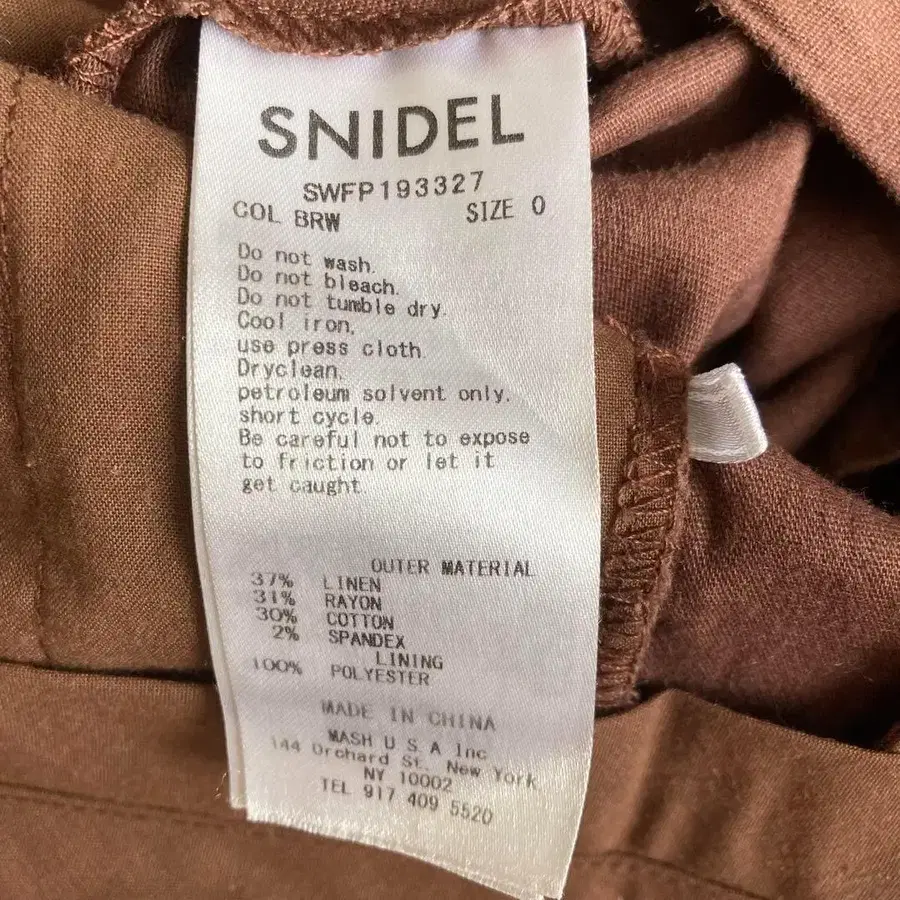 SNIDEL
SWFP193327
COL BRW SIZE 0
Do not wash.
Do not bleach.
Do not tumble dry.
Cool iron,
use press cloth.
Dryclean.
petroleum solvent only.
short cycle.
Be careful not to expose
to friction or let it
get caught.
OUTER MATERIAL
37% LINEN
31% RAYON
30% COTTON
2% SPANDEX
LINING
100% POLYESTER
MADE IN CHINA
MASH U S A Inc
144 Orchard St. New York
NY 10002
TEL 917 409 5520